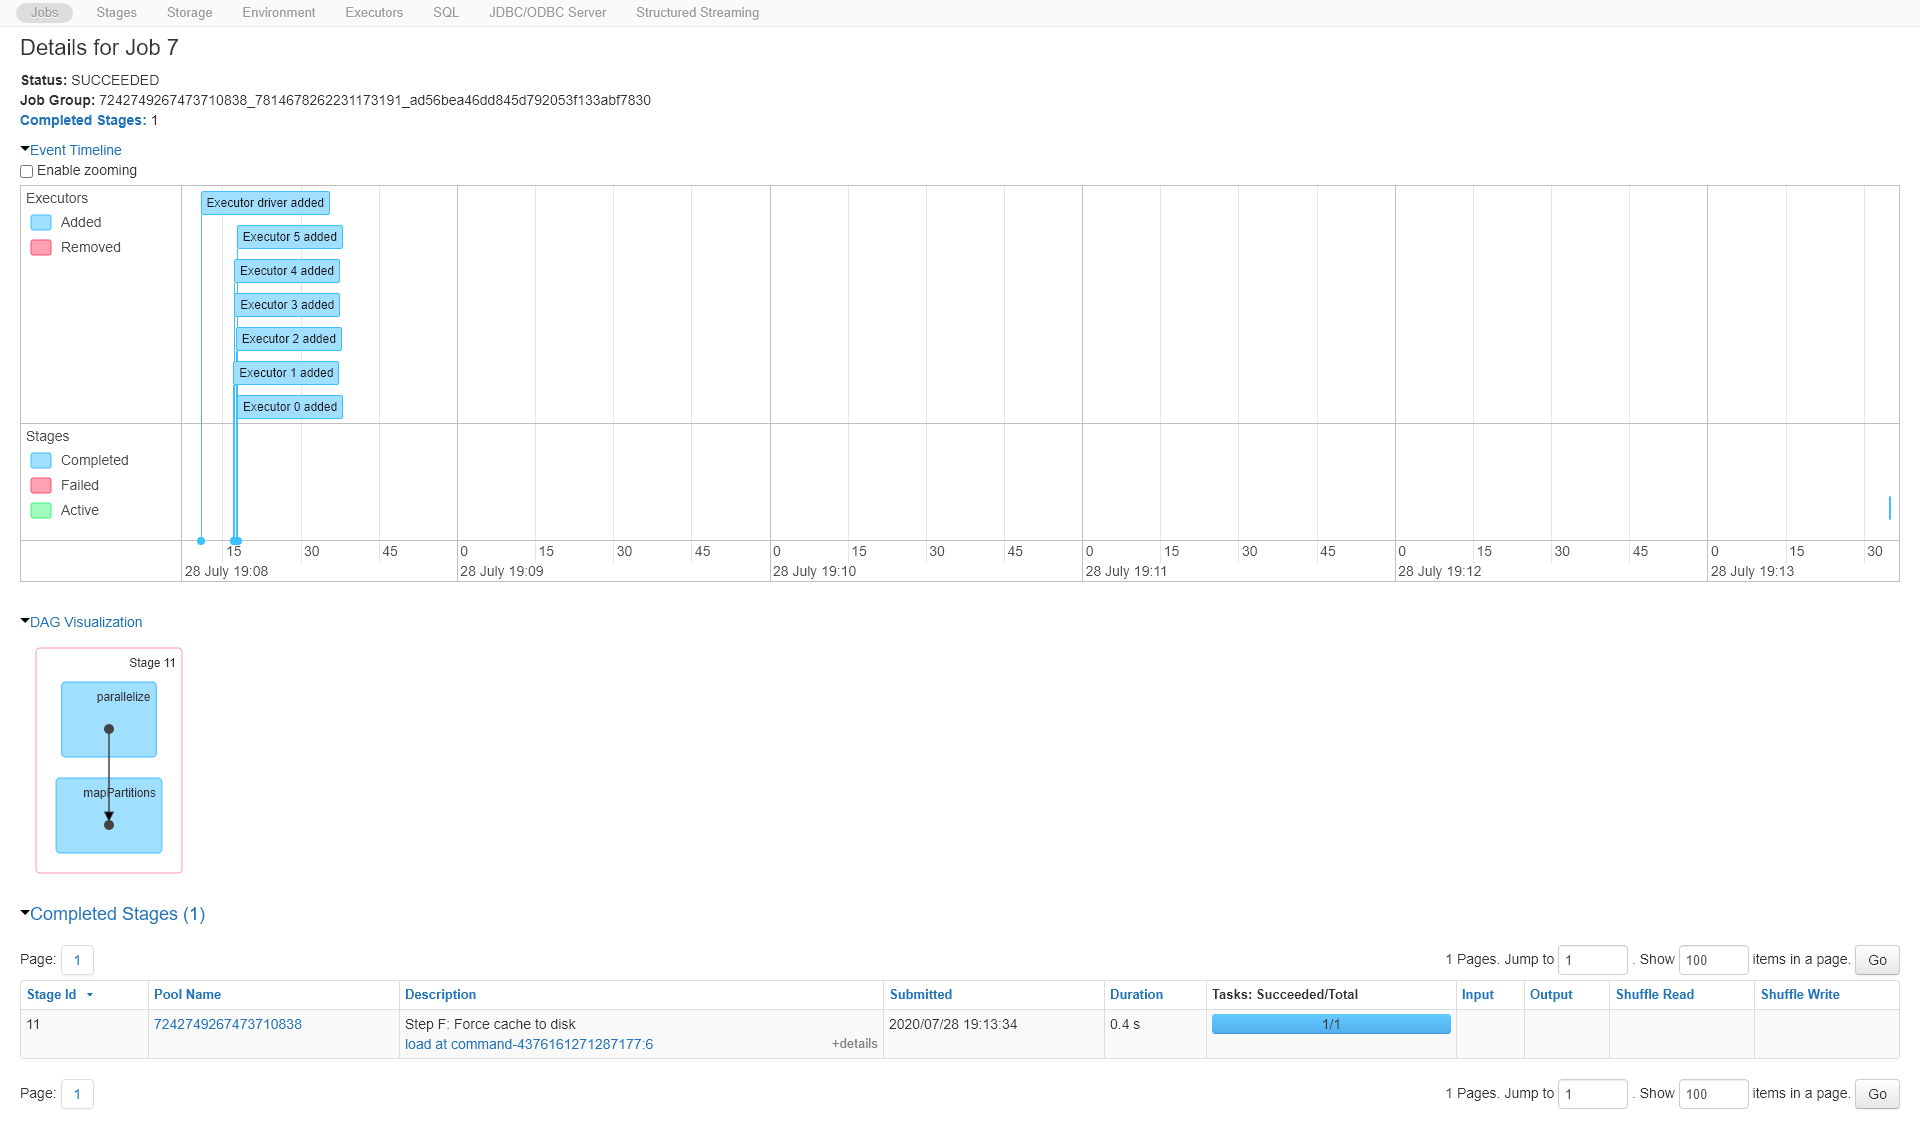 Jobs Stages Storage Environment Executors SQL JDBC/ODBC Server Structured Streaming
Details for Job 7
Status: SUCCEEDED
Job Group: 7242749267473710838_7814678262231173191_ad56bea46dd845d792053f133abf7830
Completed Stages: 1
Event Timeline
Enable zooming
Executors
Added
Removed
Executor driver added
Executor 5 added
Executor 4 added
Executor 3 added
Executor 2 added
Executor 1 added
Executor 0 added
Stages
Completed
Failed
Active
15 30 45 0 15 30 45 0 15 30 45 0 15 30 45 0 15 30 45 0 15 30
28 July 19:08 28 July 19:09 28 July 19:10 28 July 19:11 28 July 19:12 28 July 19:13
DAG Visualization
Stage 11
parallelize
mapPartitions
Completed Stages (1)
Page: 1 1 Pages. Jump to 1 . Show 100 items in a page. Go
Stage Id Pool Name Description Submitted Duration Tasks: Succeeded/Total Input Output Shuffle Read Shuffle Write
11 7242749267473710838 Step F: Force cache to disk 2020/07/28 19:13:34 0.4 s 1/1
load at command-4376161271287177:6 +details
Page: 1 1 Pages. Jump to 1 . Show 100 items in a page. Go